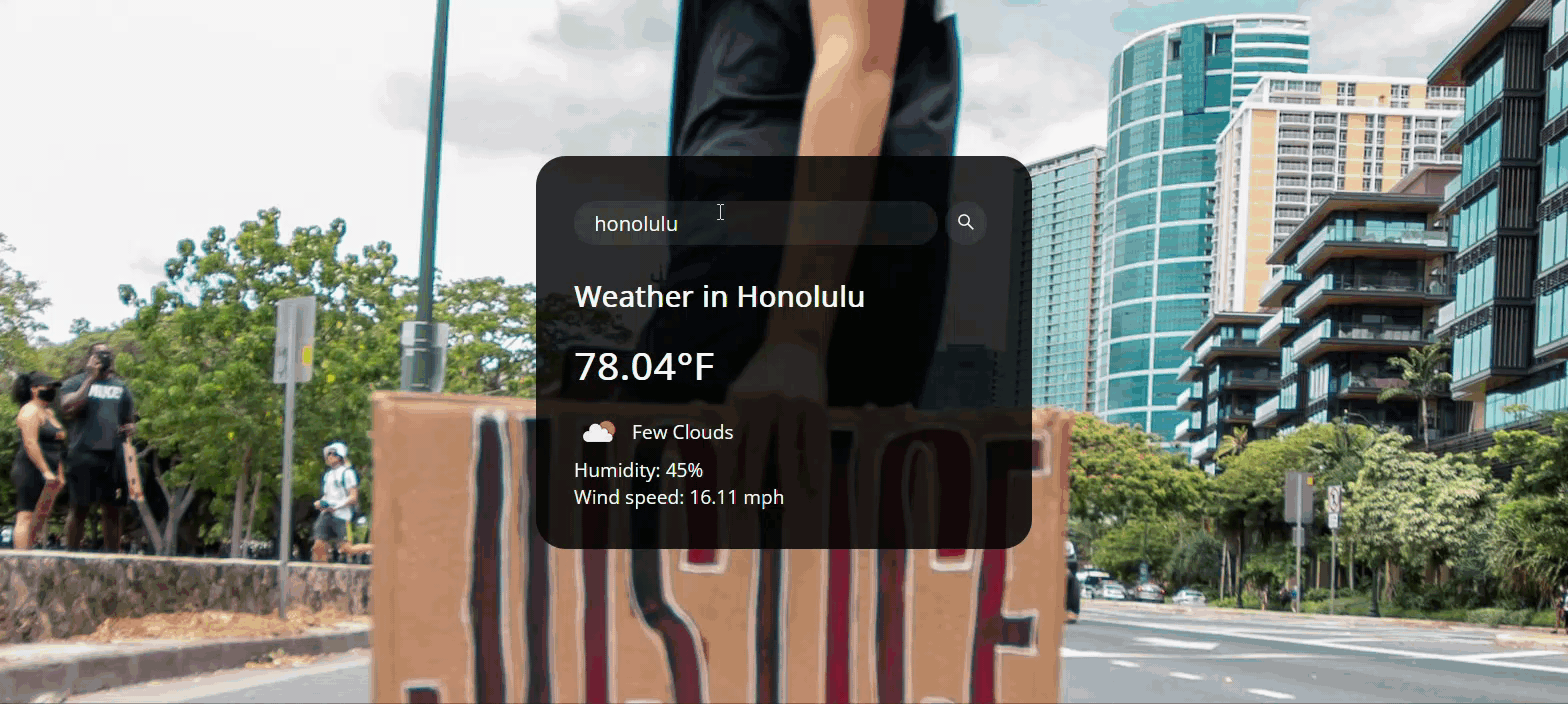 honolulu
Weather in Honolulu
78.04°F
Few Clouds
Humidity: 45%
Wind speed: 16.11 mph